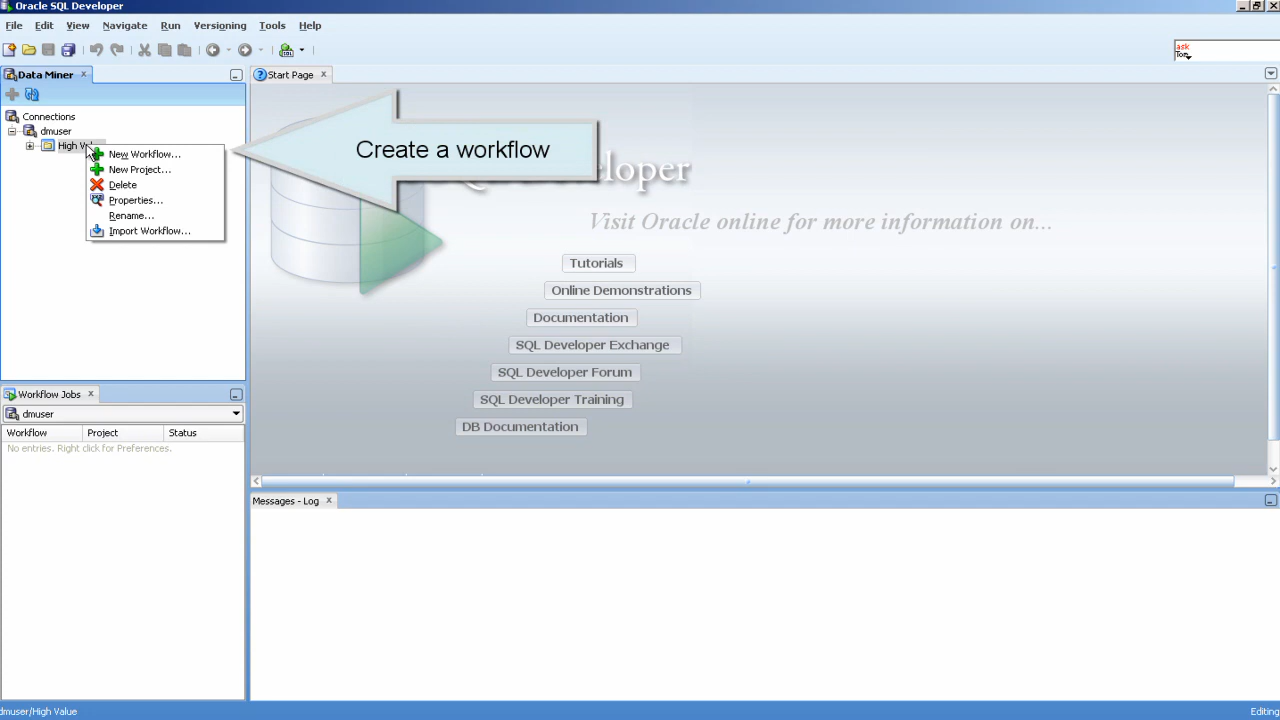 Oracle SQL Developer
File Edit View Navigate Run Versioning Tools Help
ask
Data Miner
Start Page
Connections
dmuser
High V
New Workflow...
New Project...
Delete
Properties...
Rename...
Import Workflow...
Create a workflow
Visit Oracle online for more information on...
Tutorials
Online Demonstrations
Documentation
SQL Developer Exchange
SQL Developer Forum
SQL Developer Training
DB Documentation
Workflow Jobs
dmuser
Workflow Project Status
No entries. Right click for Preferences.
Messages - Log
dmuser/High Value
Editing